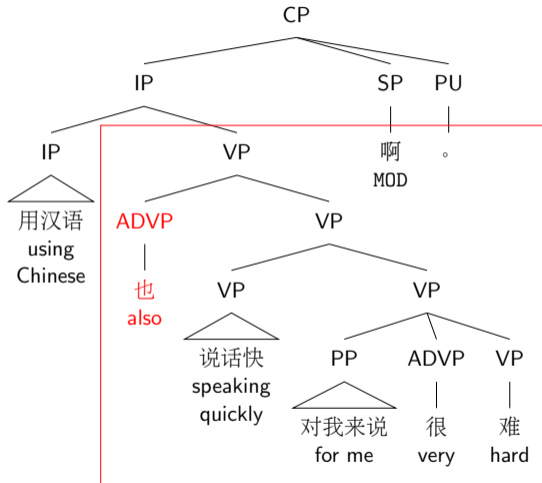 CP
IP SP PU
IP VP 啊 。
MOD
用汉语 ADVP VP
using
Chinese
也 VP VP
also
说话快 PP ADVP VP
speaking
quickly
对我来说 很 难
for me very hard